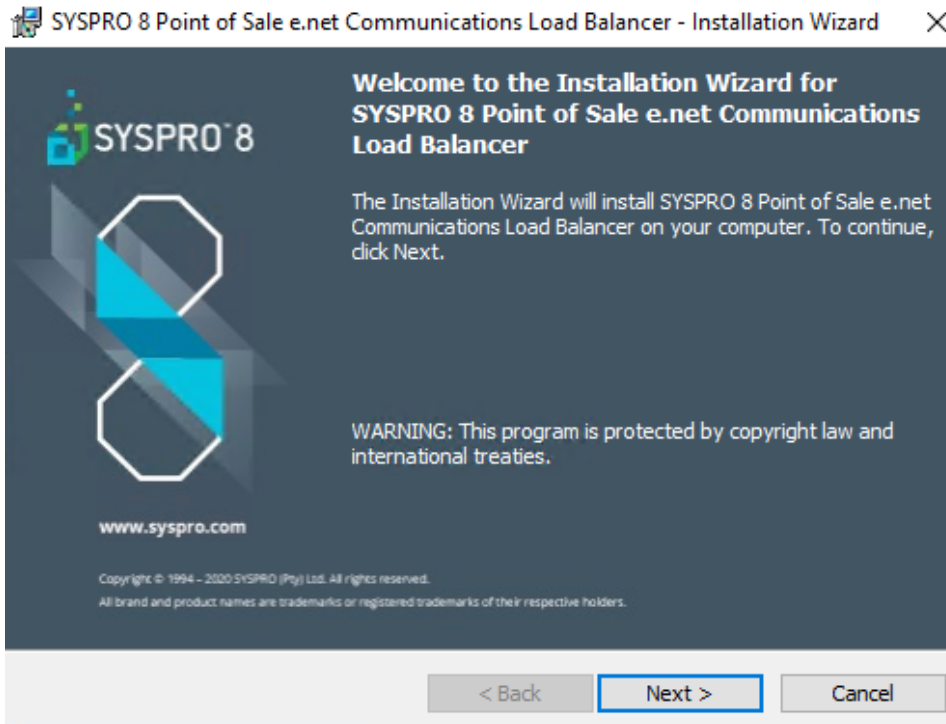 SYSPRO 8 Point of Sale e.net Communications Load Balancer - Installation Wizard
SYSPRO™8
Welcome to the Installation Wizard for
SYSPRO 8 Point of Sale e.net Communications
Load Balancer
The Installation Wizard will install SYSPRO 8 Point of Sale e.net
Communications Load Balancer on your computer. To continue,
click Next.
WARNING: This program is protected by copyright law and
international treaties.
www.syspro.com
Copyright © 1994 – 2020 SYSPRO (Pty) Ltd. All rights reserved.
All brand and product names are trademarks or registered trademarks of their respective holders.
< Back
Next >
Cancel